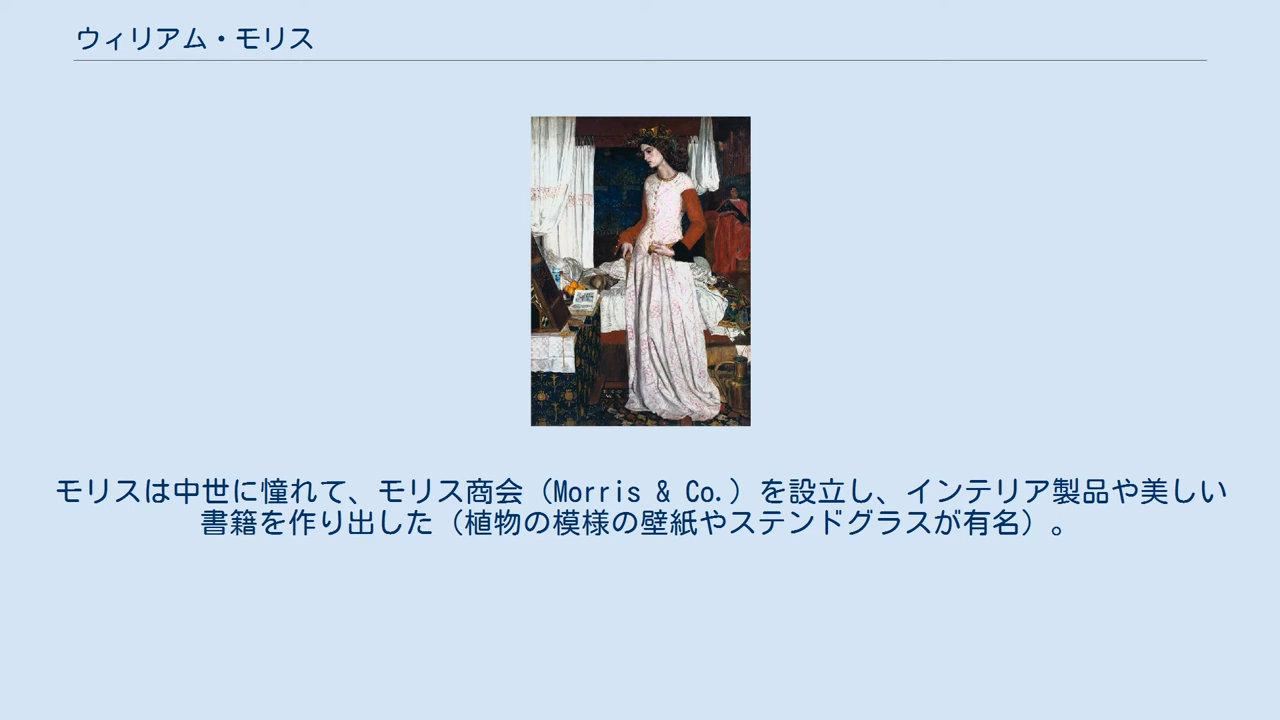 ウィリアム・モリス
モリスは中世に憧れて、モリス商会（Morris & Co.）を設立し、インテリア製品や美しい
書籍を作り出した（植物の模様の壁紙やステンドグラスが有名）。